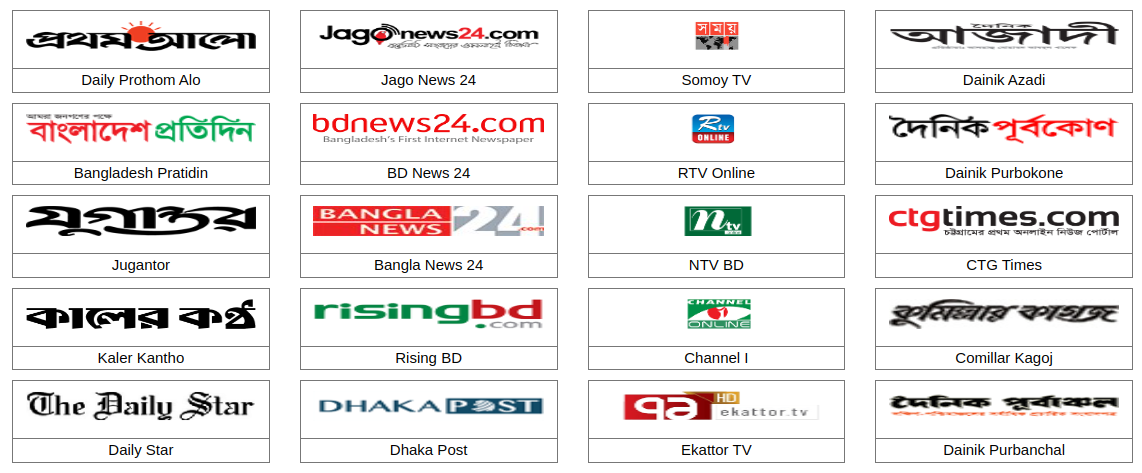 প্রথম আলো
Daily Prothom Alo
Jagonews24.com
Jago News 24
সময়
Somoy TV
দৈনিক
আজাদী
Dainik Azadi
আমরা জনগণের পক্ষে
বাংলাদেশ প্রতিদিন
Bangladesh Pratidin
bdnews24.com
Bangladesh's First Internet Newspaper
BD News 24
Rtv
ONLINE
RTV Online
দৈনিক পূর্বকোণ
Dainik Purbokone
যুগান্তর
Jugantor
BANGLA
NEWS 24
.com
Bangla News 24
ntv
NTV BD
ctgtimes.com
চট্টগ্রামের প্রথম অনলাইন নিউজ পোর্টাল
CTG Times
কালের কণ্ঠ
Kaler Kantho
risingbd
.com
Rising BD
CHANNEL
ONLINE
Channel I
কুমিল্লার কাগজ
Comillar Kagoj
The Daily Star
Daily Star
DHAKA POST
Dhaka Post
HD
ekattor.tv
Ekattor TV
দৈনিক পূর্বাঞ্চল
Dainik Purbanchal